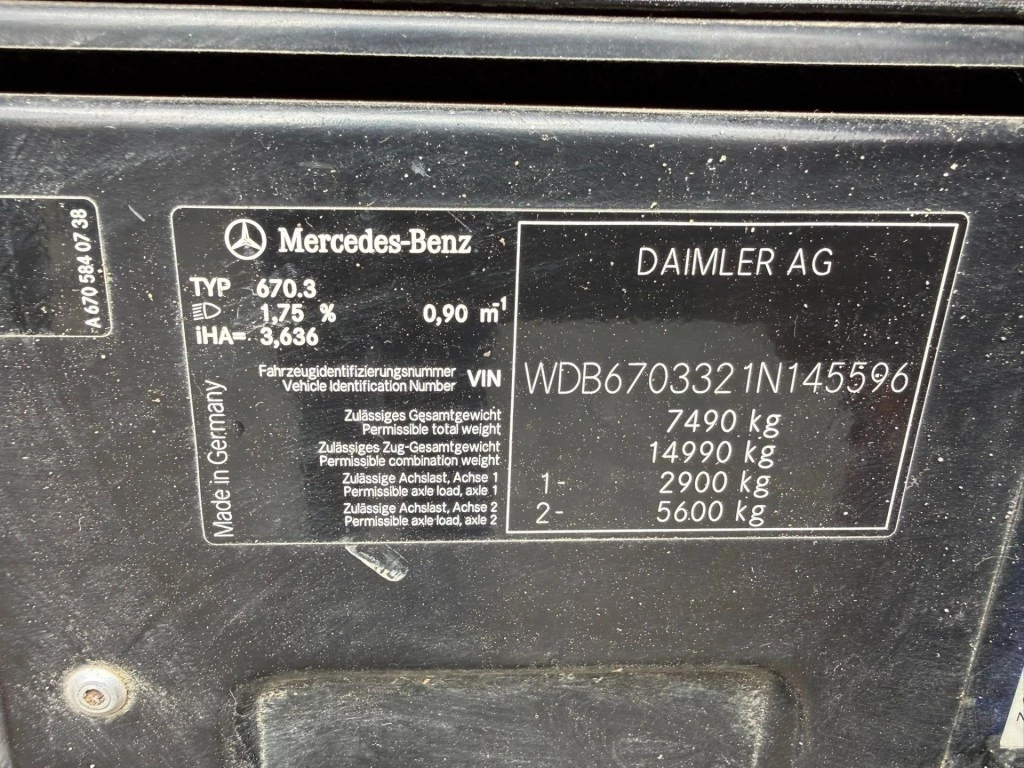 A 670 584 07 38
Mercedes-Benz
TYP 670.3
1,75 % 0,90 m-1
iHA= 3,636
Fahrzeugidentifizierungsnummer
Vehicle Identification Number VIN
Zulässiges Gesamtgewicht
Permissible total weight
Zulässiges Zug-Gesamtgewicht
Permissible combination weight
Zulässige Achslast, Achse 1
Permissible axle load, axle 1
Zulässige Achslast, Achse 2
Permissible axle load, axle 2
Made in Germany
DAIMLER AG
WDB6703321N145596
7490 kg
14990 kg
1- 2900 kg
2- 5600 kg